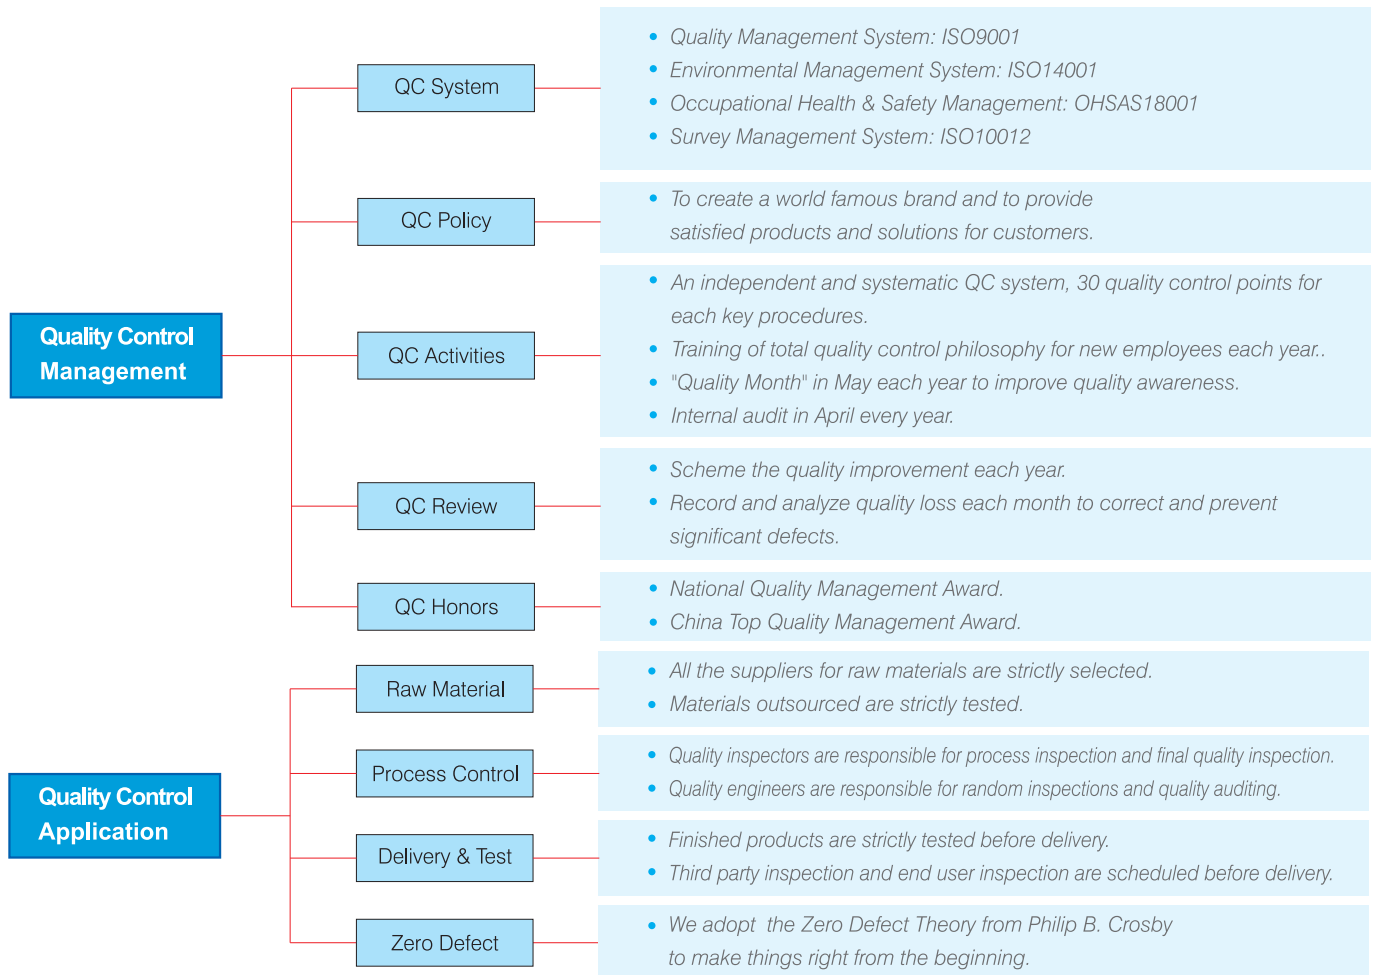 Quality Control
Management
QC System
• Quality Management System: ISO9001
• Environmental Management System: ISO14001
• Occupational Health & Safety Management: OHSAS18001
• Survey Management System: ISO10012
QC Policy
• To create a world famous brand and to provide
satisfied products and solutions for customers.
QC Activities
• An independent and systematic QC system, 30 quality control points for
each key procedures.
• Training of total quality control philosophy for new employees each year..
• "Quality Month" in May each year to improve quality awareness.
• Internal audit in April every year.
QC Review
• Scheme the quality improvement each year.
• Record and analyze quality loss each month to correct and prevent
significant defects.
QC Honors
• National Quality Management Award.
• China Top Quality Management Award.
Quality Control
Application
Raw Material
• All the suppliers for raw materials are strictly selected.
• Materials outsourced are strictly tested.
Process Control
• Quality inspectors are responsible for process inspection and final quality inspection.
• Quality engineers are responsible for random inspections and quality auditing.
Delivery & Test
• Finished products are strictly tested before delivery.
• Third party inspection and end user inspection are scheduled before delivery.
Zero Defect
• We adopt the Zero Defect Theory from Philip B. Crosby
to make things right from the beginning.